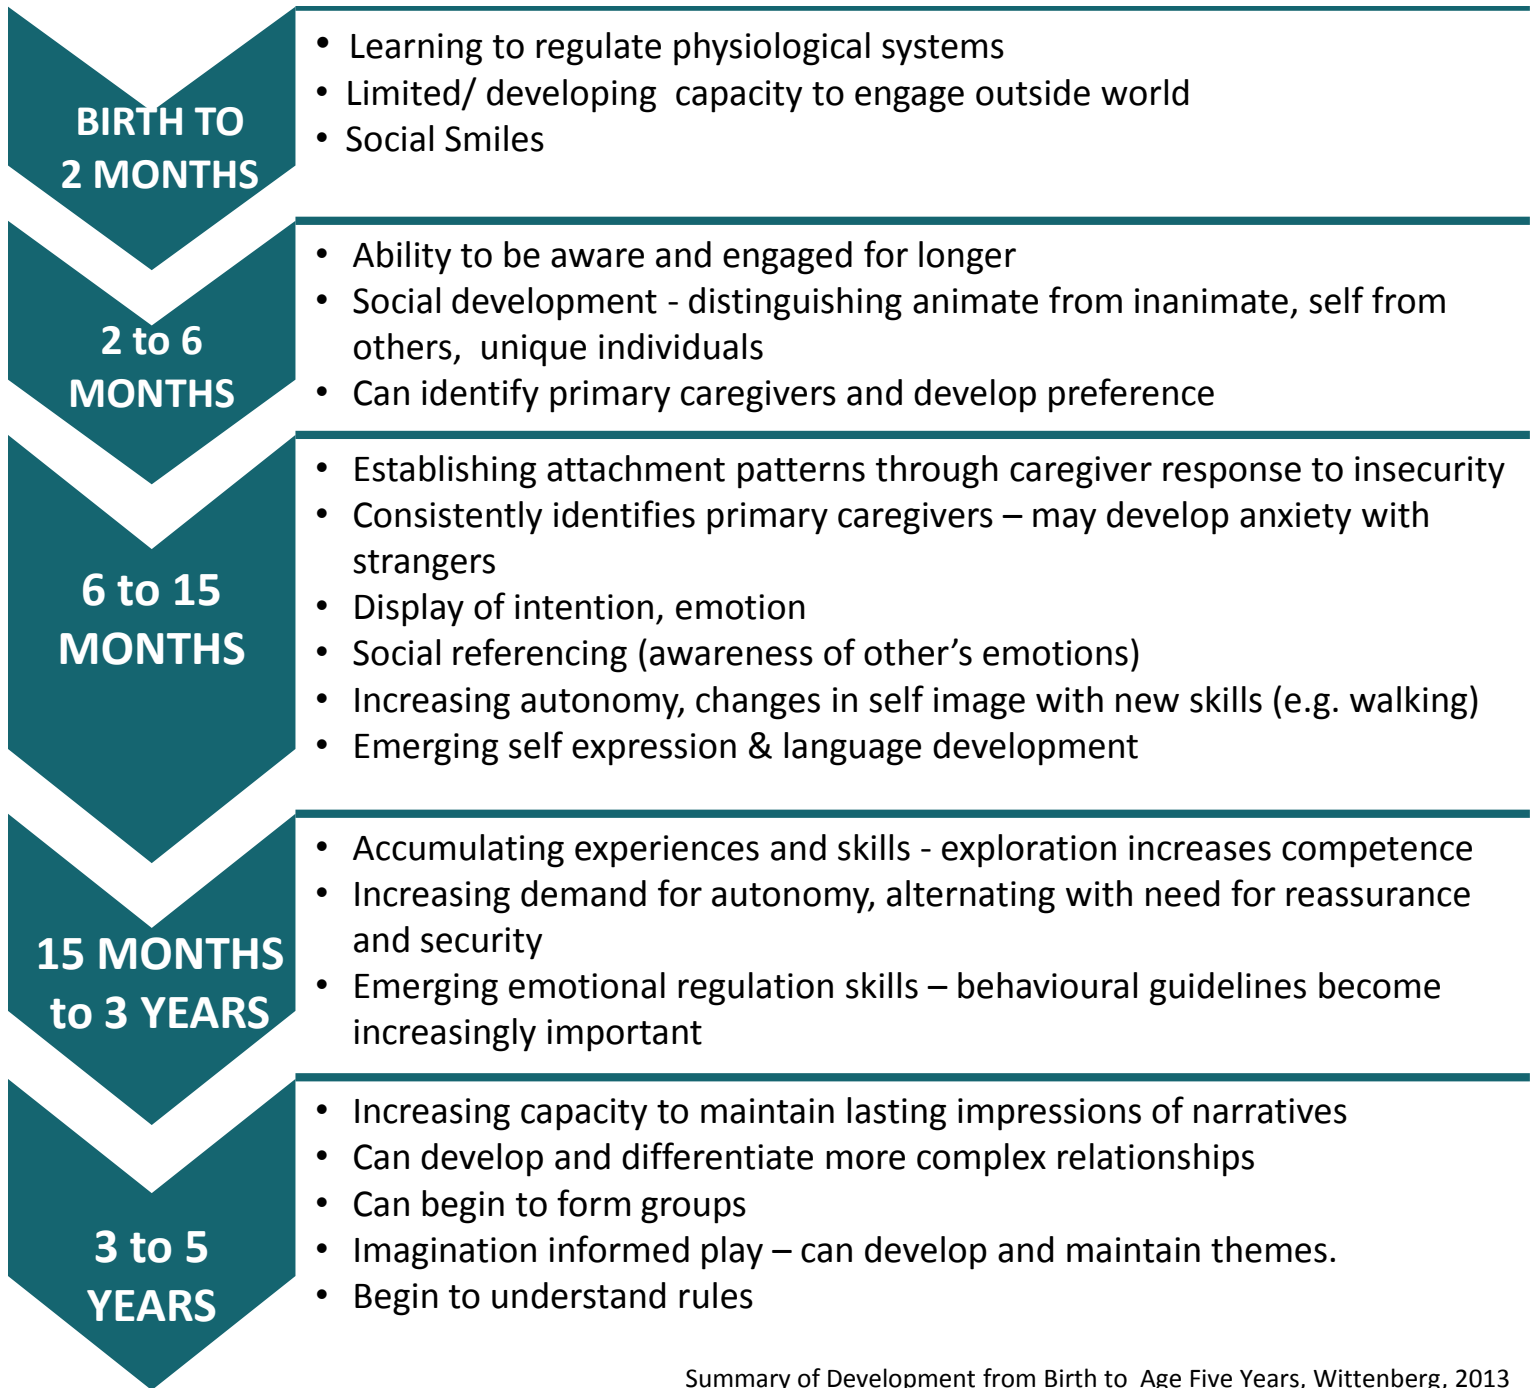 BIRTH TO
2 MONTHS
• Learning to regulate physiological systems
• Limited/ developing  capacity to engage outside world
• Social Smiles
2 to 6
MONTHS
• Ability to be aware and engaged for longer
• Social development - distinguishing animate from inanimate, self from
others,  unique individuals
• Can identify primary caregivers and develop preference
6 to 15
MONTHS
• Establishing attachment patterns through caregiver response to insecurity
• Consistently identifies primary caregivers – may develop anxiety with
strangers
• Display of intention, emotion
• Social referencing (awareness of other’s emotions)
• Increasing autonomy, changes in self image with new skills (e.g. walking)
• Emerging self expression & language development
15 MONTHS
to 3 YEARS
• Accumulating experiences and skills - exploration increases competence
• Increasing demand for autonomy, alternating with need for reassurance
and security
• Emerging emotional regulation skills – behavioural guidelines become
increasingly important
3 to 5
YEARS
• Increasing capacity to maintain lasting impressions of narratives
• Can develop and differentiate more complex relationships
• Can begin to form groups
• Imagination informed play – can develop and maintain themes.
• Begin to understand rules
Summary of Development from Birth to  Age Five Years, Wittenberg, 2013